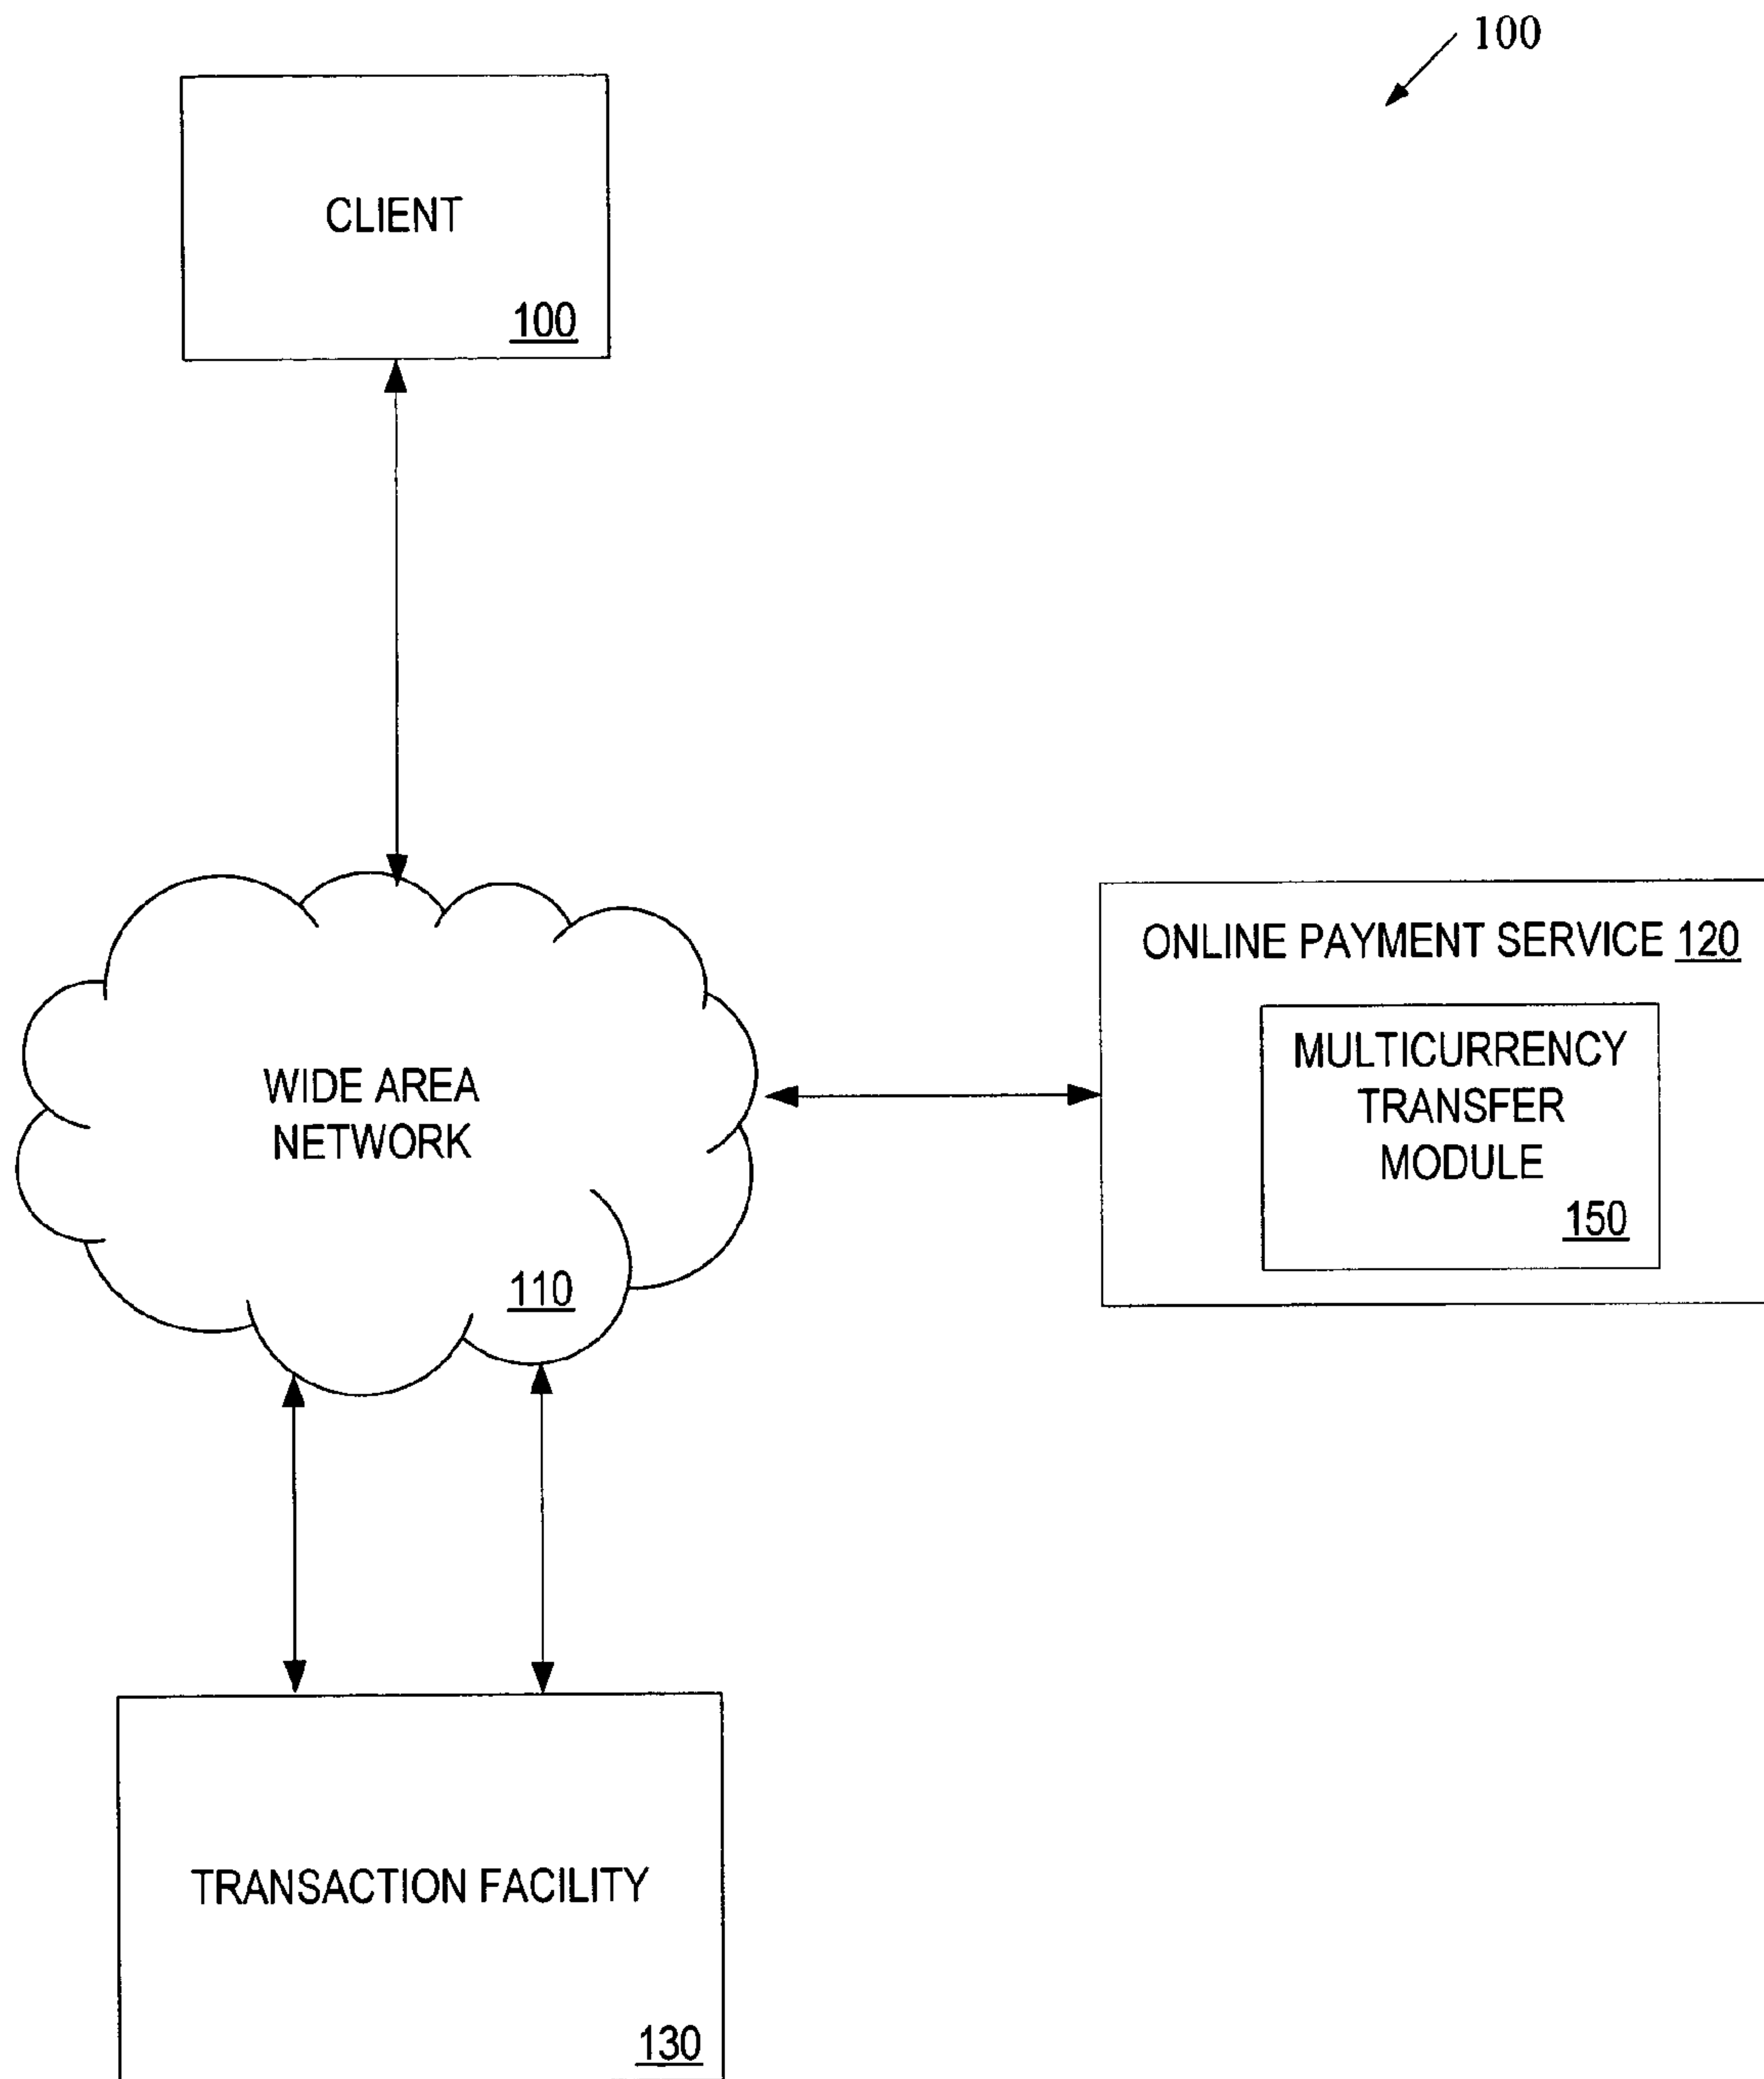 100
CLIENT
100
WIDE AREA
NETWORK
110
ONLINE PAYMENT SERVICE 120
MULTICURRENCY
TRANSFER
MODULE
150
TRANSACTION FACILITY
130